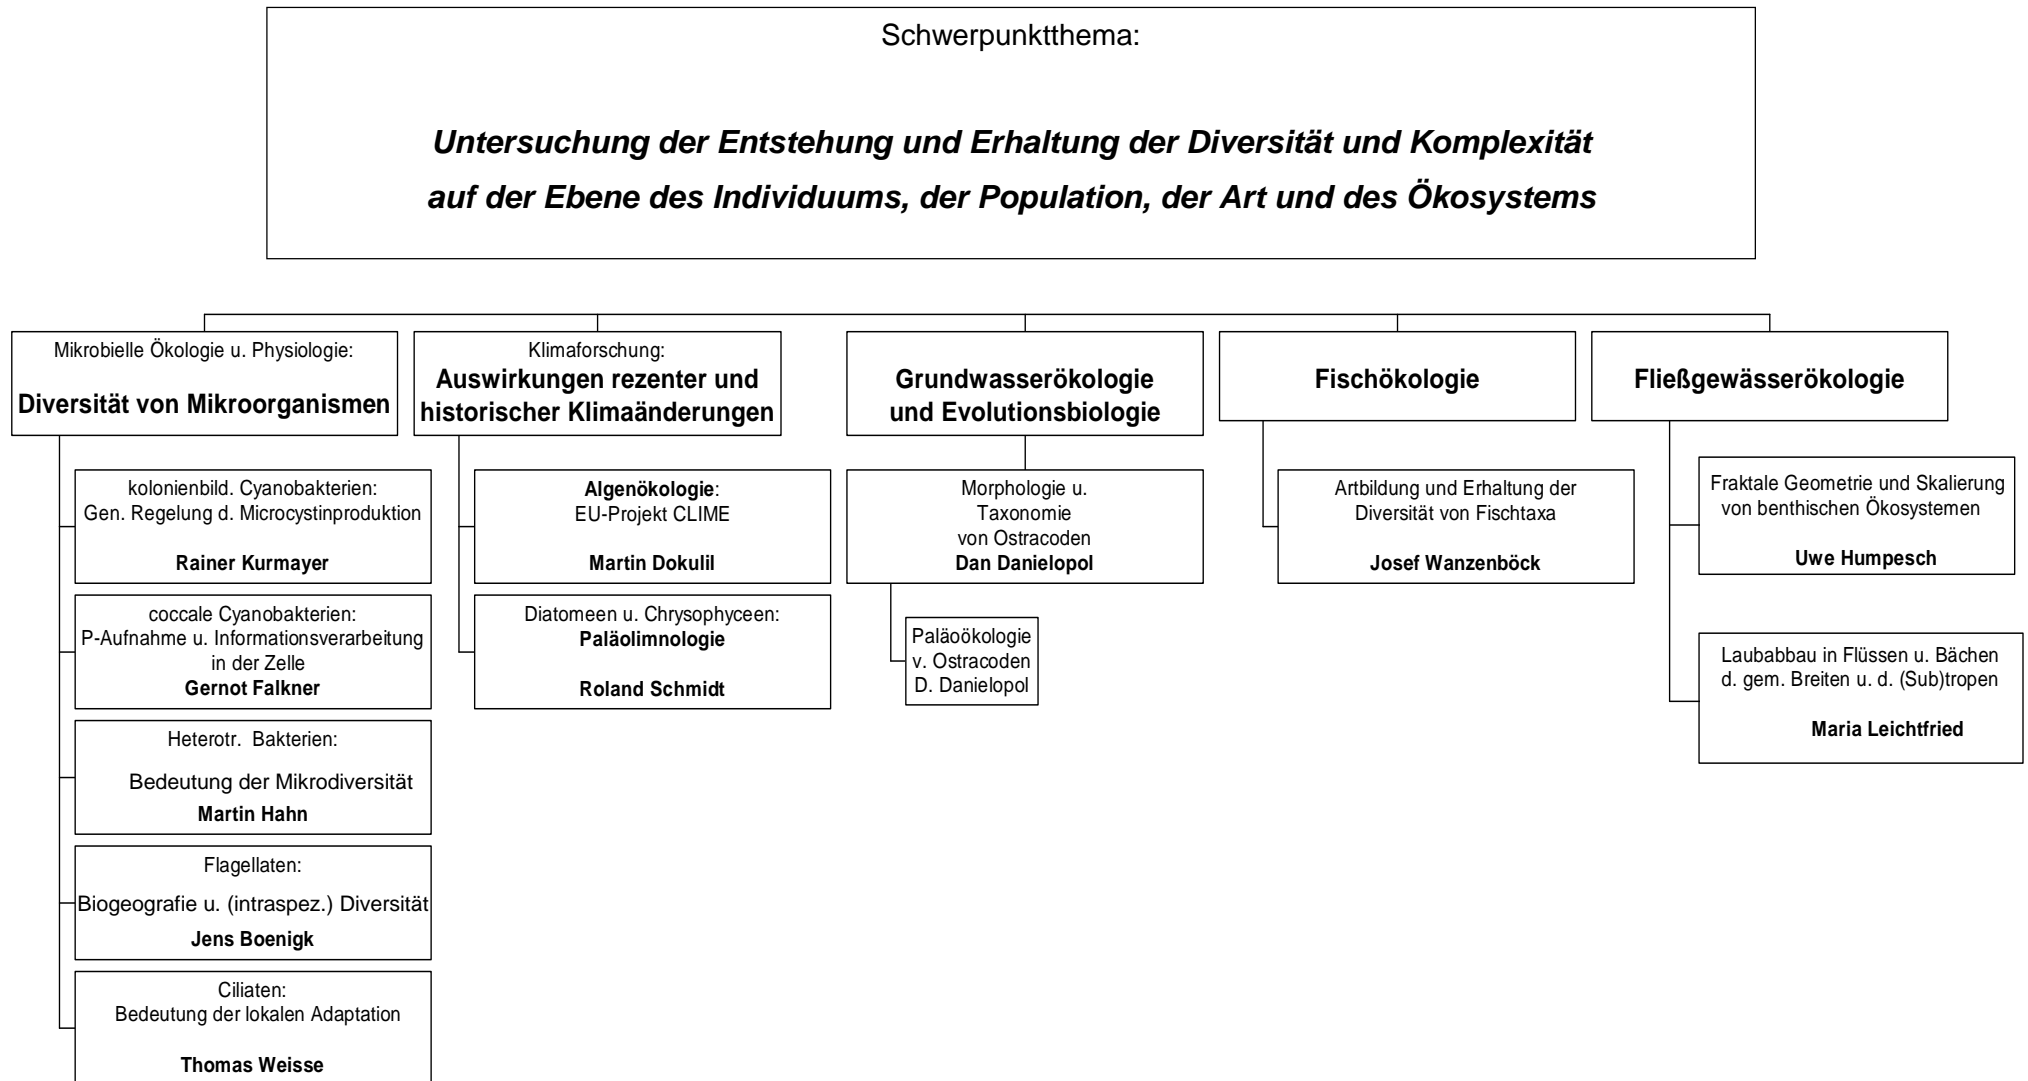 Schwerpunktthema:
Untersuchung der Entstehung und Erhaltung der Diversität und Komplexität
auf der Ebene des Individuums, der Population, der Art und des Ökosystems
Mikrobielle Ökologie u. Physiologie:
Diversität von Mikroorganismen
kolonienbild. Cyanobakterien:
Gen. Regelung d. Microcystinproduktion
Rainer Kurmayer
coccale Cyanobakterien:
P-Aufnahme u. Informationsverarbeitung
in der Zelle
Gernot Falkner
Heterotr. Bakterien:
Bedeutung der Mikrodiversität
Martin Hahn
Flagellaten:
Biogeografie u. (intraspez.) Diversität
Jens Boenigk
Ciliaten:
Bedeutung der lokalen Adaptation
Thomas Weisse
Klimaforschung:
Auswirkungen rezenter und
historischer Klimaänderungen
Algenökologie:
EU-Projekt CLIME
Martin Dokulil
Diatomeen u. Chrysophyceen:
Paläolimnologie
Roland Schmidt
Grundwasserökologie
und Evolutionsbiologie
Morphologie u.
Taxonomie
von Ostracoden
Dan Danielopol
Paläoökologie
v. Ostracoden
D. Danielopol
Fischökologie
Artbildung und Erhaltung der
Diversität von Fischtaxa
Josef Wanzenböck
Fließgewässerökologie
Fraktale Geometrie und Skalierung
von benthischen Ökosystemen
Uwe Humpesch
Laubabbau in Flüssen u. Bächen
d. gem. Breiten u. d. (Sub)tropen
Maria Leichtfried